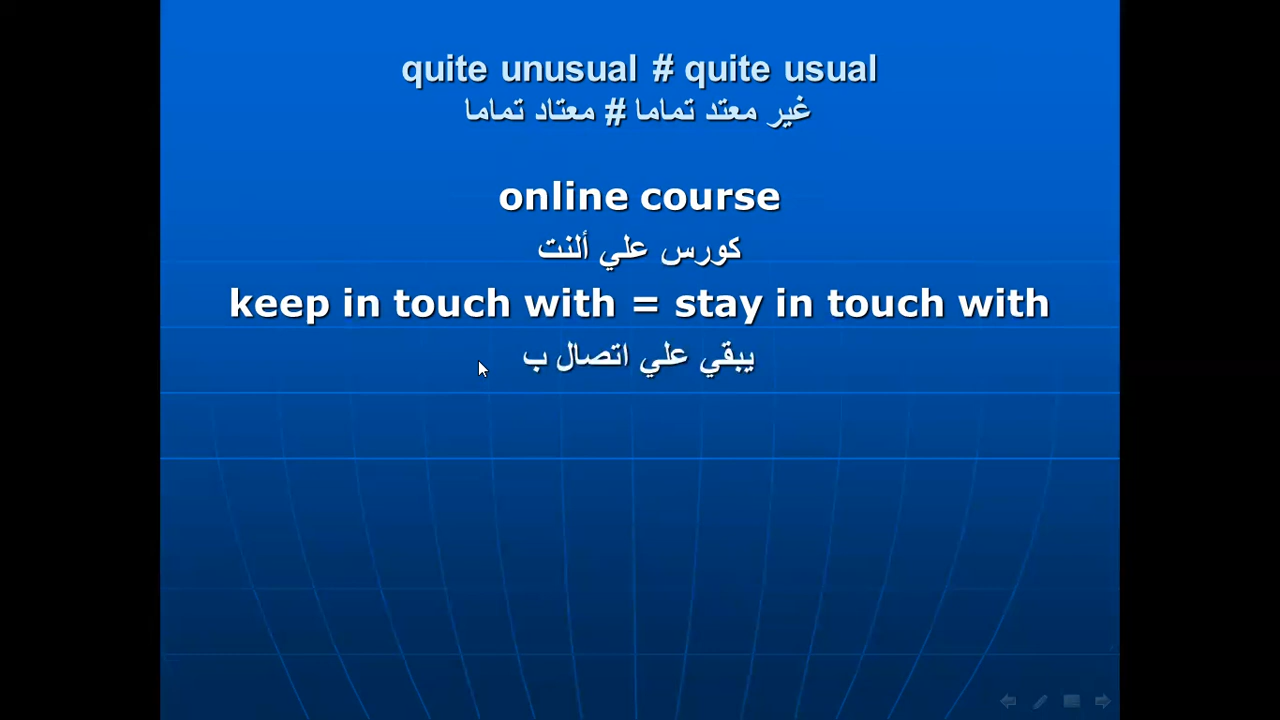 quite unusual # quite usual
غير معتد تماما # معتاد تماما
online course
كورس علي ألنت
keep in touch with = stay in touch with
يبقي علي اتصال ب